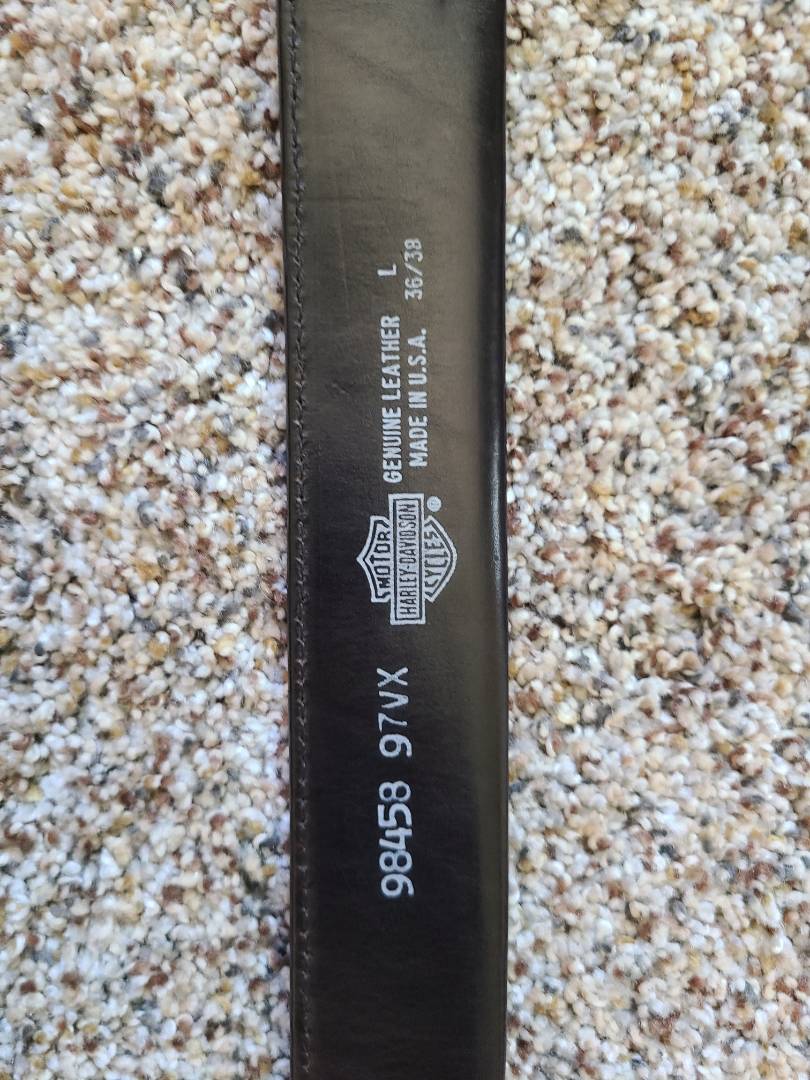 98458 97VX
MOTOR
HARLEY-DAVIDSON
CYCLES ®
GENUINE LEATHER L
MADE IN U.S.A. 36/38